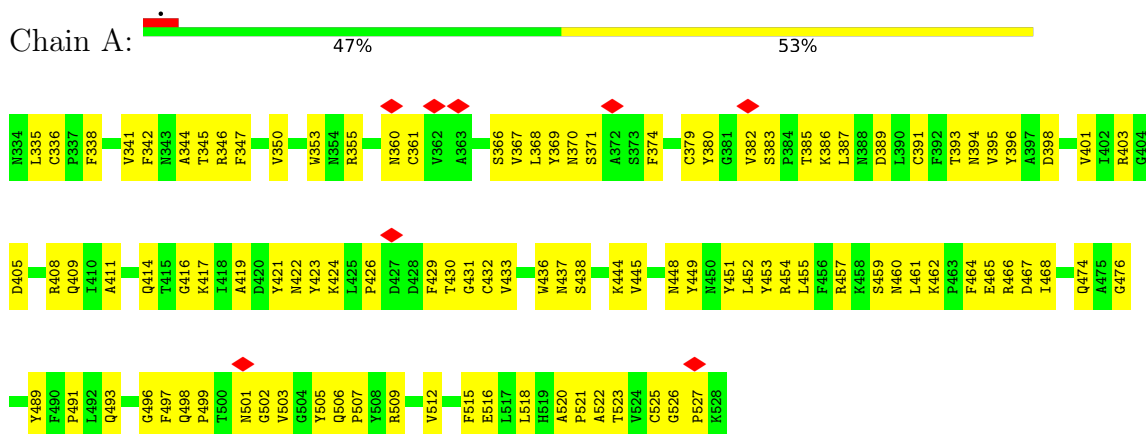 Chain A:
47% 53%
N334 L335 C336 P337 F338 V341 F342 N343 A344 T345 R346 F347 V350 W353 N354 R355 N360 C361 V362 A363 S366 V367 L368 Y369 N370 S371 A372 S373 F374 C379 Y380 G381 V382 S383 P384 T385 K386 L387 N388 D389 L390 C391 F392 T393 N394 V395 Y396 A397 D398 V401 I402 R403 G404
D405 R408 Q409 I410 A411 Q414 T415 G416 K417 I418 A419 D420 Y421 N422 Y423 K424 L425 P426 D427 D428 F429 T430 G431 C432 V433 W436 N437 S438 K444 V445 N448 Y449 N450 Y451 L452 Y453 R454 L455 F456 R457 K458 S459 N460 L461 K462 P463 F464 E465 R466 D467 I468 Q474 A475 G476
Y489 F490 P491 L492 Q493 G496 F497 Q498 P499 T500 N501 G502 V503 G504 Y505 Q506 P507 Y508 R509 V512 F515 E516 L517 L518 H519 A520 P521 A522 T523 V524 C525 G526 P527 K528